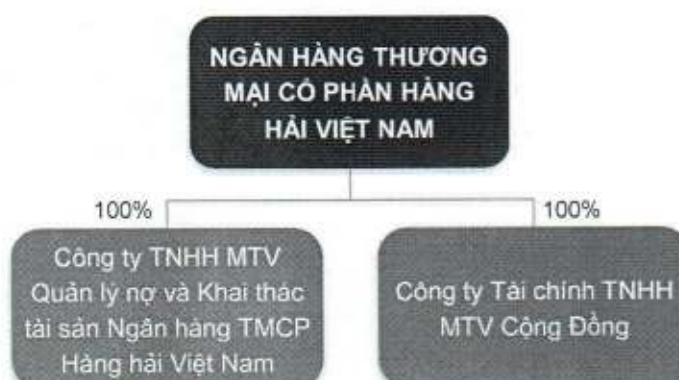 NGÂN HÀNG THƯƠNG
MẠI CỔ PHẦN HÀNG
HẢI VIỆT NAM
100%
100%
Công ty TNHH MTV
Quản lý nợ và Khai thác
tài sản Ngân hàng TMCP
Hàng hải Việt Nam
Công ty Tài chính TNHH
MTV Cộng Đồng